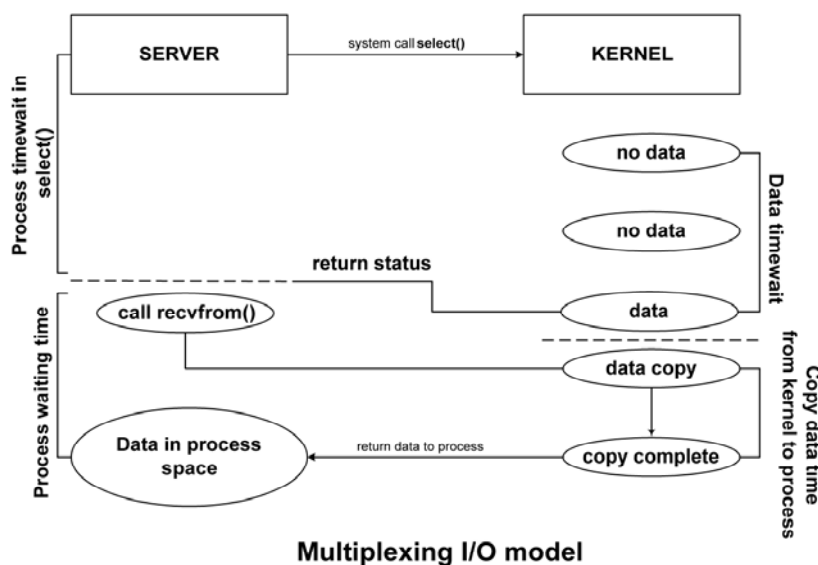 SERVER
system call select()
KERNEL
Process timewait in
select()
no data
no data
Data timewait
return status
data
call recvfrom()
Process waiting time
data copy
Copy data time
from kernel to process
Data in process
space
return data to process
copy complete
Multiplexing I/O model